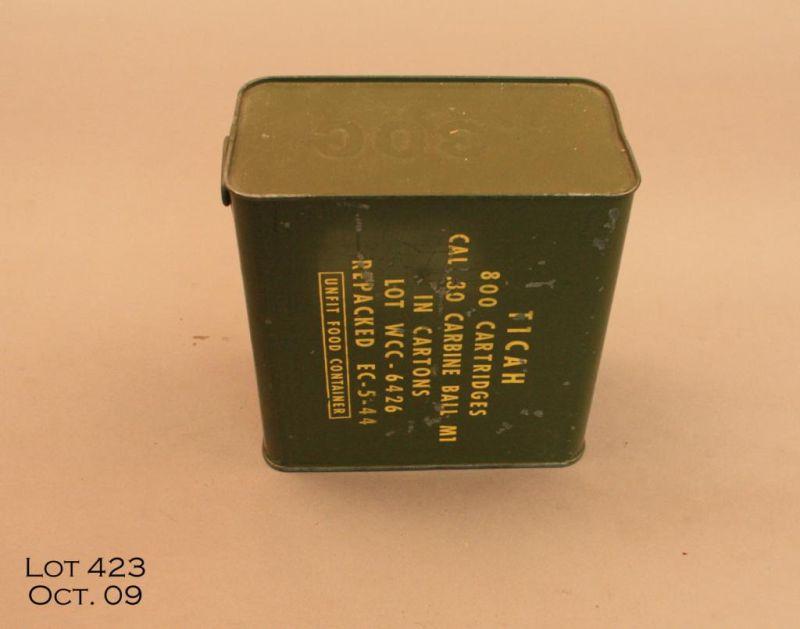 T1CAH
800 CARTRIDGES
CAL .30 CARBINE BALL M1
IN CARTONS
LOT WCC-6426
REPACKED EC-5-44
UNFIT FOOD CONTAINER
LOT 423
OCT. 09